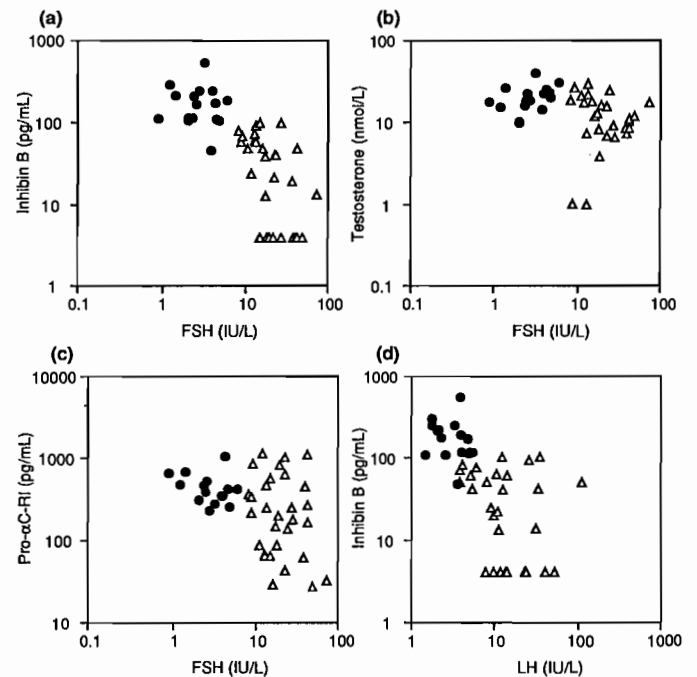 (a)
1000
100
10
1
Inhibin B (pg/mL)
0.1 1 10 100
FSH (IU/L)
(b)
100
10
1
0.1
Testosterone (nmol/L)
0.1 1 10 100
FSH (IU/L)
(c)
10000
1000
100
10
Pro-αC-RI (pg/mL)
0.1 1 10 100
FSH (IU/L)
(d)
1000
100
10
1
Inhibin B (pg/mL)
1 10 100 1000
LH (IU/L)